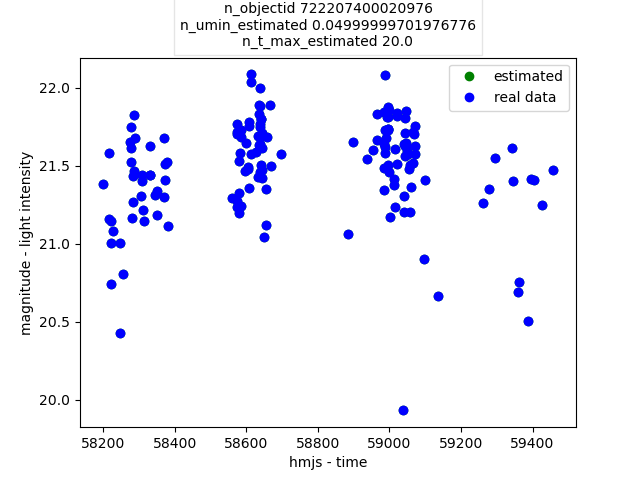 n_objectid 722207400020976
n_umin_estimated 0.04999999701976776
n_t_max_estimated 20.0
estimated
real data
22.0
21.5
21.0
20.5
20.0
magnitude - light intensity
58200 58400 58600 58800 59000 59200 59400
hmjs - time